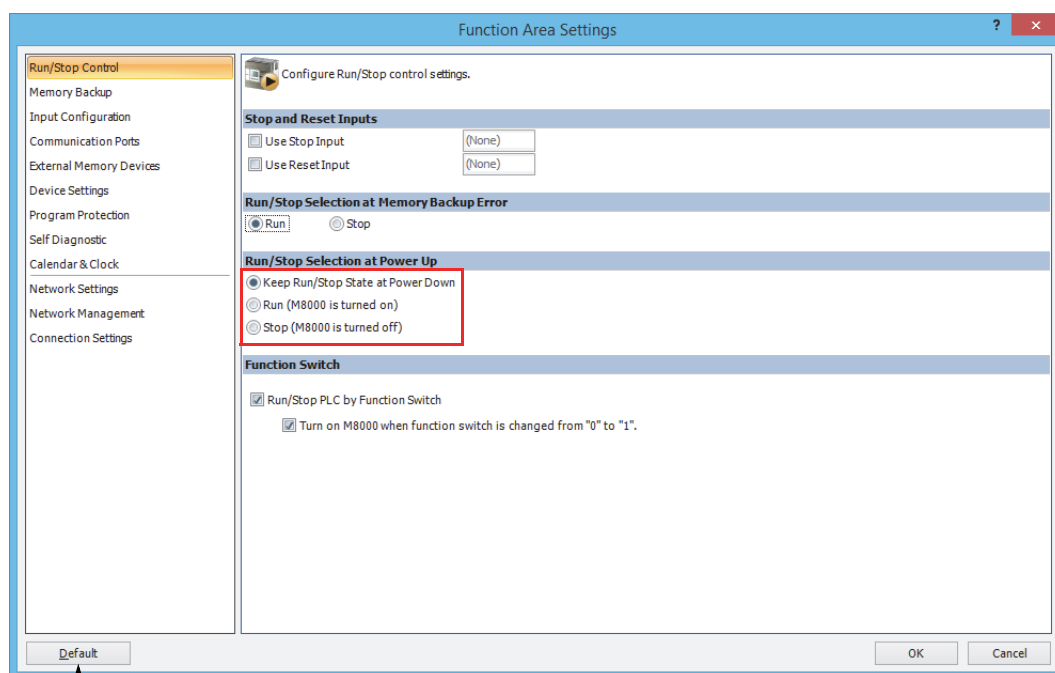 Function Area Settings
?
Run/Stop Control
Memory Backup
Input Configuration
Communication Ports
External Memory Devices
Device Settings
Program Protection
Self Diagnostic
Calendar & Clock
Network Settings
Network Management
Connection Settings
Configure Run/Stop control settings.
Stop and Reset Inputs
Use Stop Input (None)
Use Reset Input (None)
Run/Stop Selection at Memory Backup Error
Run Stop
Run/Stop Selection at Power Up
Keep Run/Stop State at Power Down
Run (M8000 is turned on)
Stop (M8000 is turned off)
Function Switch
Run/Stop PLC by Function Switch
Turn on M8000 when function switch is changed from "0" to "1".
Default OK Cancel